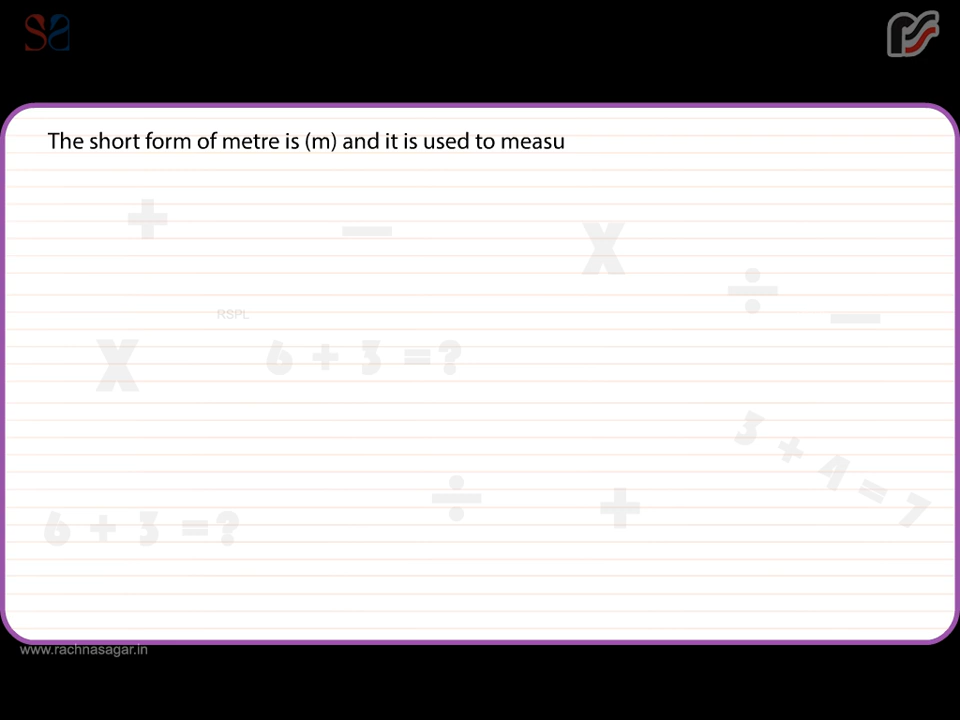 The short form of metre is (m) and it is used to measu
+ − X ÷ −
RSPL
X 6 + 3 = ?
3 + 4 = 7
÷ +
6 + 3 = ?
www.rachnasagar.in